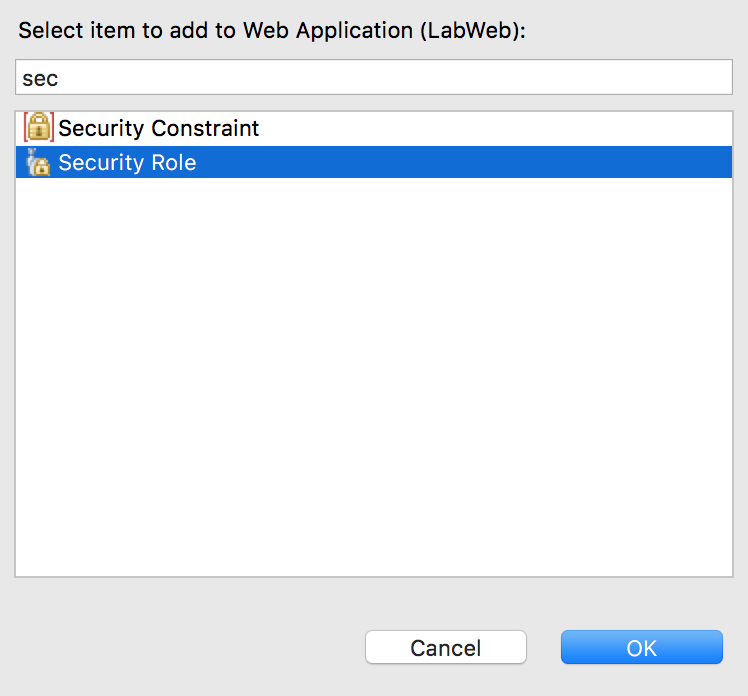 Select item to add to Web Application (LabWeb):
sec
Security Constraint
Security Role
Cancel
OK